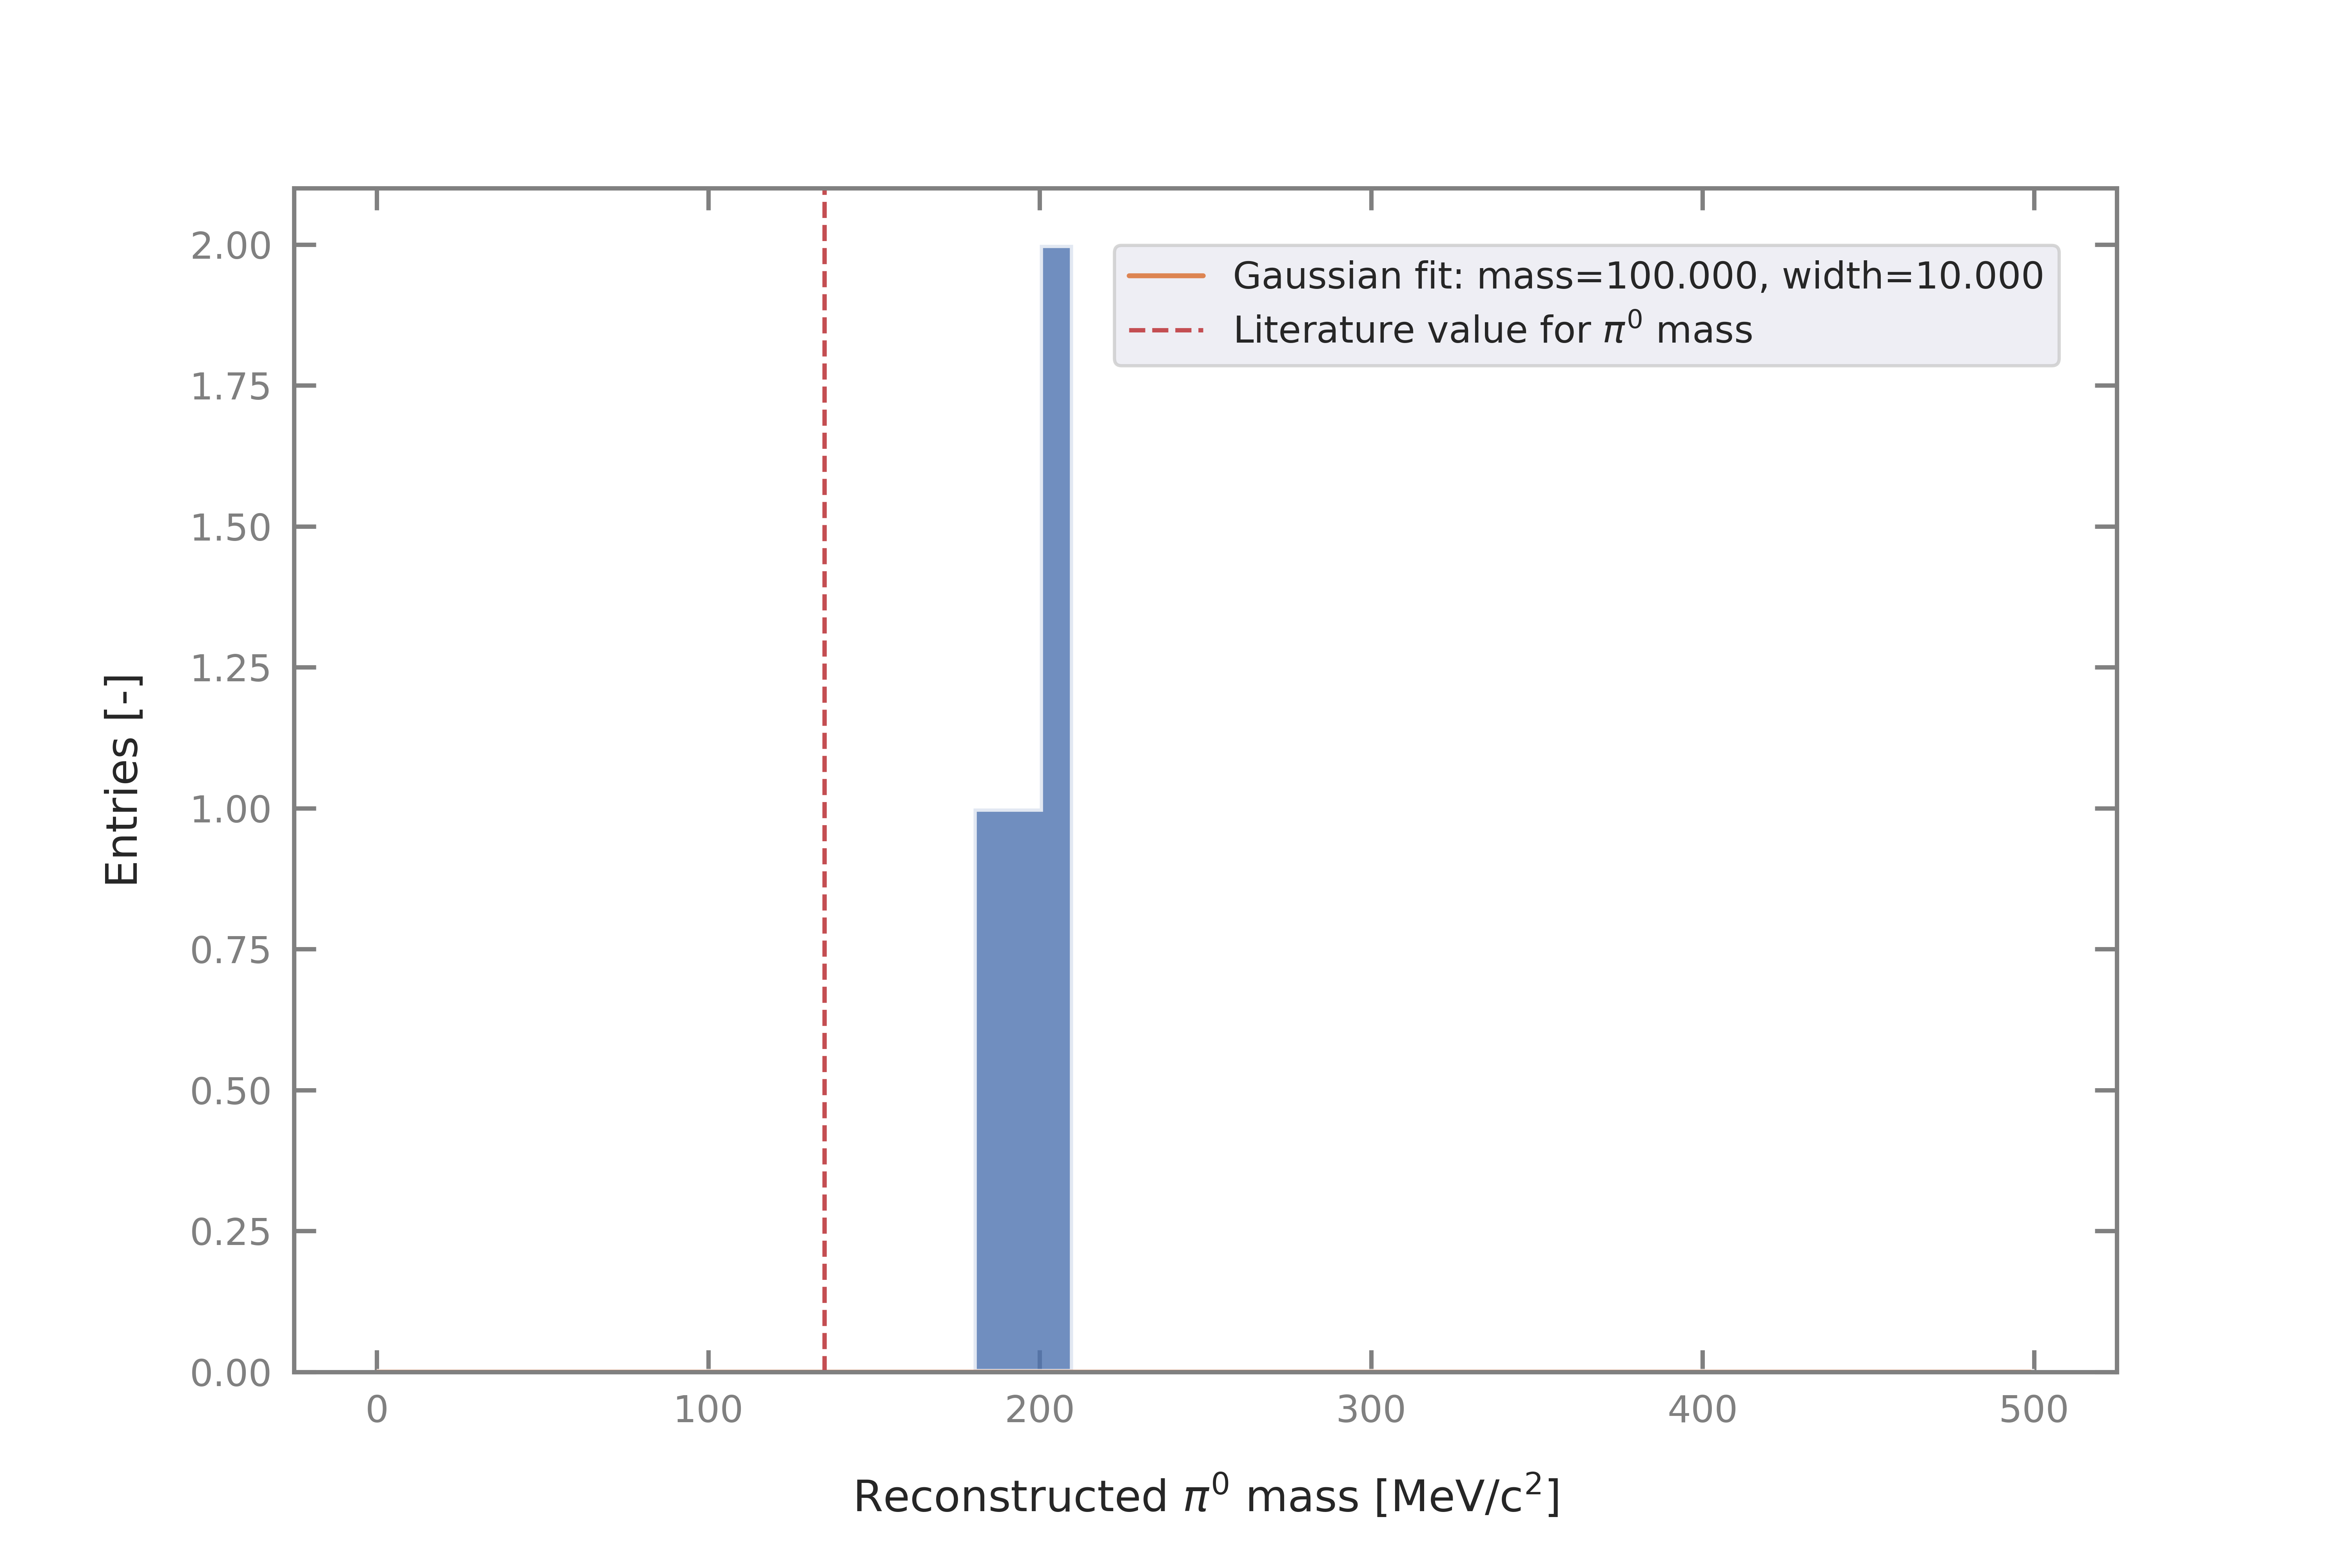 Gaussian fit: mass=100.000, width=10.000
Literature value for π⁰ mass
2.00
1.75
1.50
1.25
1.00
0.75
0.50
0.25
0.00
Entries [-]
0 100 200 300 400 500
Reconstructed π⁰ mass [MeV/c²]